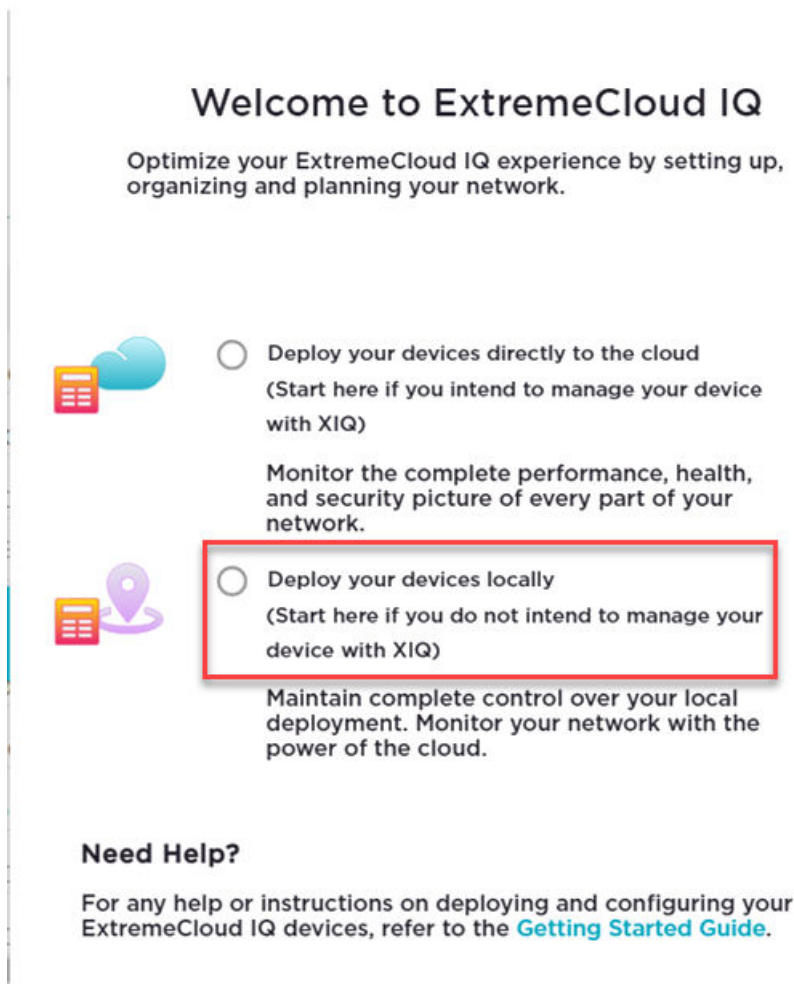 Welcome to ExtremeCloud IQ
Optimize your ExtremeCloud IQ experience by setting up,
organizing and planning your network.
Deploy your devices directly to the cloud
(Start here if you intend to manage your device
with XIQ)
Monitor the complete performance, health,
and security picture of every part of your
network.
Deploy your devices locally
(Start here if you do not intend to manage your
device with XIQ)
Maintain complete control over your local
deployment. Monitor your network with the
power of the cloud.
Need Help?
For any help or instructions on deploying and configuring your
ExtremeCloud IQ devices, refer to the Getting Started Guide.